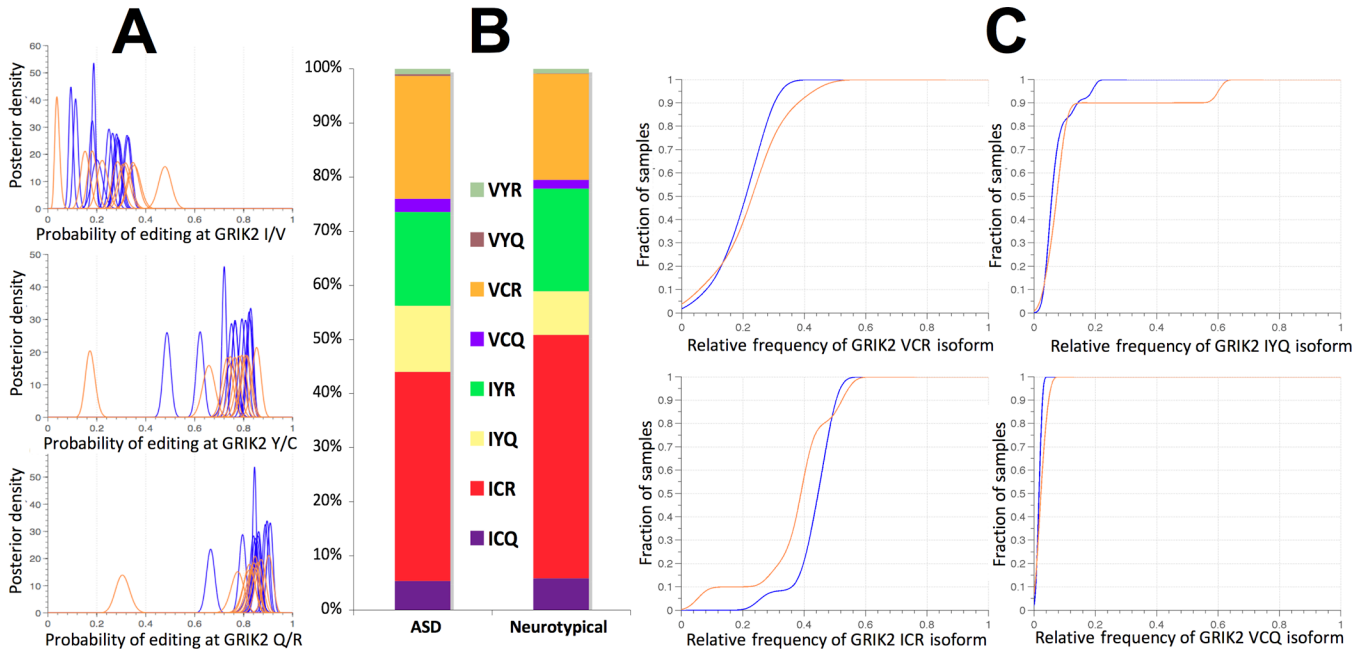 A
B
C
60
50
40
30
20
10
0
Posterior density
0 0.2 0.4 0.6 0.8 1
Probability of editing at GRIK2 I/V
50
40
30
20
10
0
Posterior density
0 0.2 0.4 0.6 0.8 1
Probability of editing at GRIK2 Y/C
50
40
30
20
10
0
Posterior density
0 0.2 0.4 0.6 0.8 1
Probability of editing at GRIK2 Q/R
100%
90%
80%
70%
60%
50%
40%
30%
20%
10%
0%
ASD
Neurotypical
VYR
VYQ
VCR
VCQ
IYR
IYQ
ICR
ICQ
1
0.9
0.8
0.7
0.6
0.5
0.4
0.3
0.2
0.1
0
Fraction of samples
0 0.2 0.4 0.6 0.8 1
Relative frequency of GRIK2 VCR isoform
1
0.9
0.8
0.7
0.6
0.5
0.4
0.3
0.2
0.1
0
Fraction of samples
0 0.2 0.4 0.6 0.8 1
Relative frequency of GRIK2 IYQ isoform
1
0.9
0.8
0.7
0.6
0.5
0.4
0.3
0.2
0.1
0
Fraction of samples
0 0.2 0.4 0.6 0.8 1
Relative frequency of GRIK2 ICR isoform
1
0.9
0.8
0.7
0.6
0.5
0.4
0.3
0.2
0.1
0
Fraction of samples
0 0.2 0.4 0.6 0.8 1
Relative frequency of GRIK2 VCQ isoform